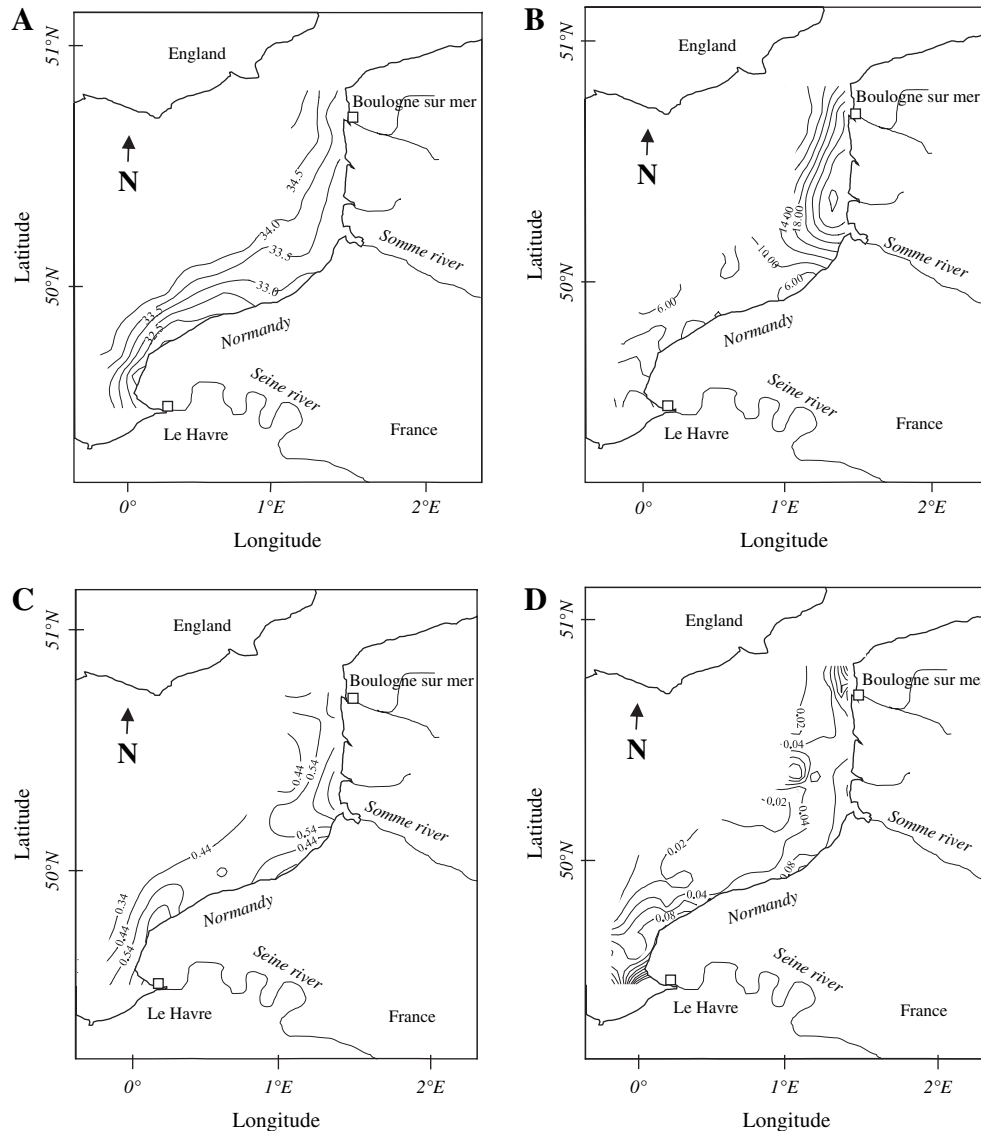 A
51°N
England
Boulogne sur mer
N
34.5
34.0
33.5
Somme river
Latitude
50°N
33.0
33.5
32.5
Normandy
Seine river
Le Havre
France
0°
1°E
2°E
Longitude
B
51°N
England
Boulogne sur mer
N
14.00
18.00
Somme river
Latitude
10.00
50°N
6.00
6.00
Normandy
Seine river
Le Havre
France
0°
1°E
2°E
Longitude
C
51°N
England
Boulogne sur mer
N
0.44
0.54
Somme river
Latitude
0.54
0.44
0.44
50°N
0.34
0.44
0.54
Normandy
Seine river
Le Havre
France
0°
1°E
2°E
Longitude
D
51°N
England
Boulogne sur mer
N
0.02
0.04
0.02
0.04
Somme river
Latitude
0.02
50°N
0.08
0.04
0.08
Normandy
Seine river
Le Havre
France
0°
1°E
2°E
Longitude